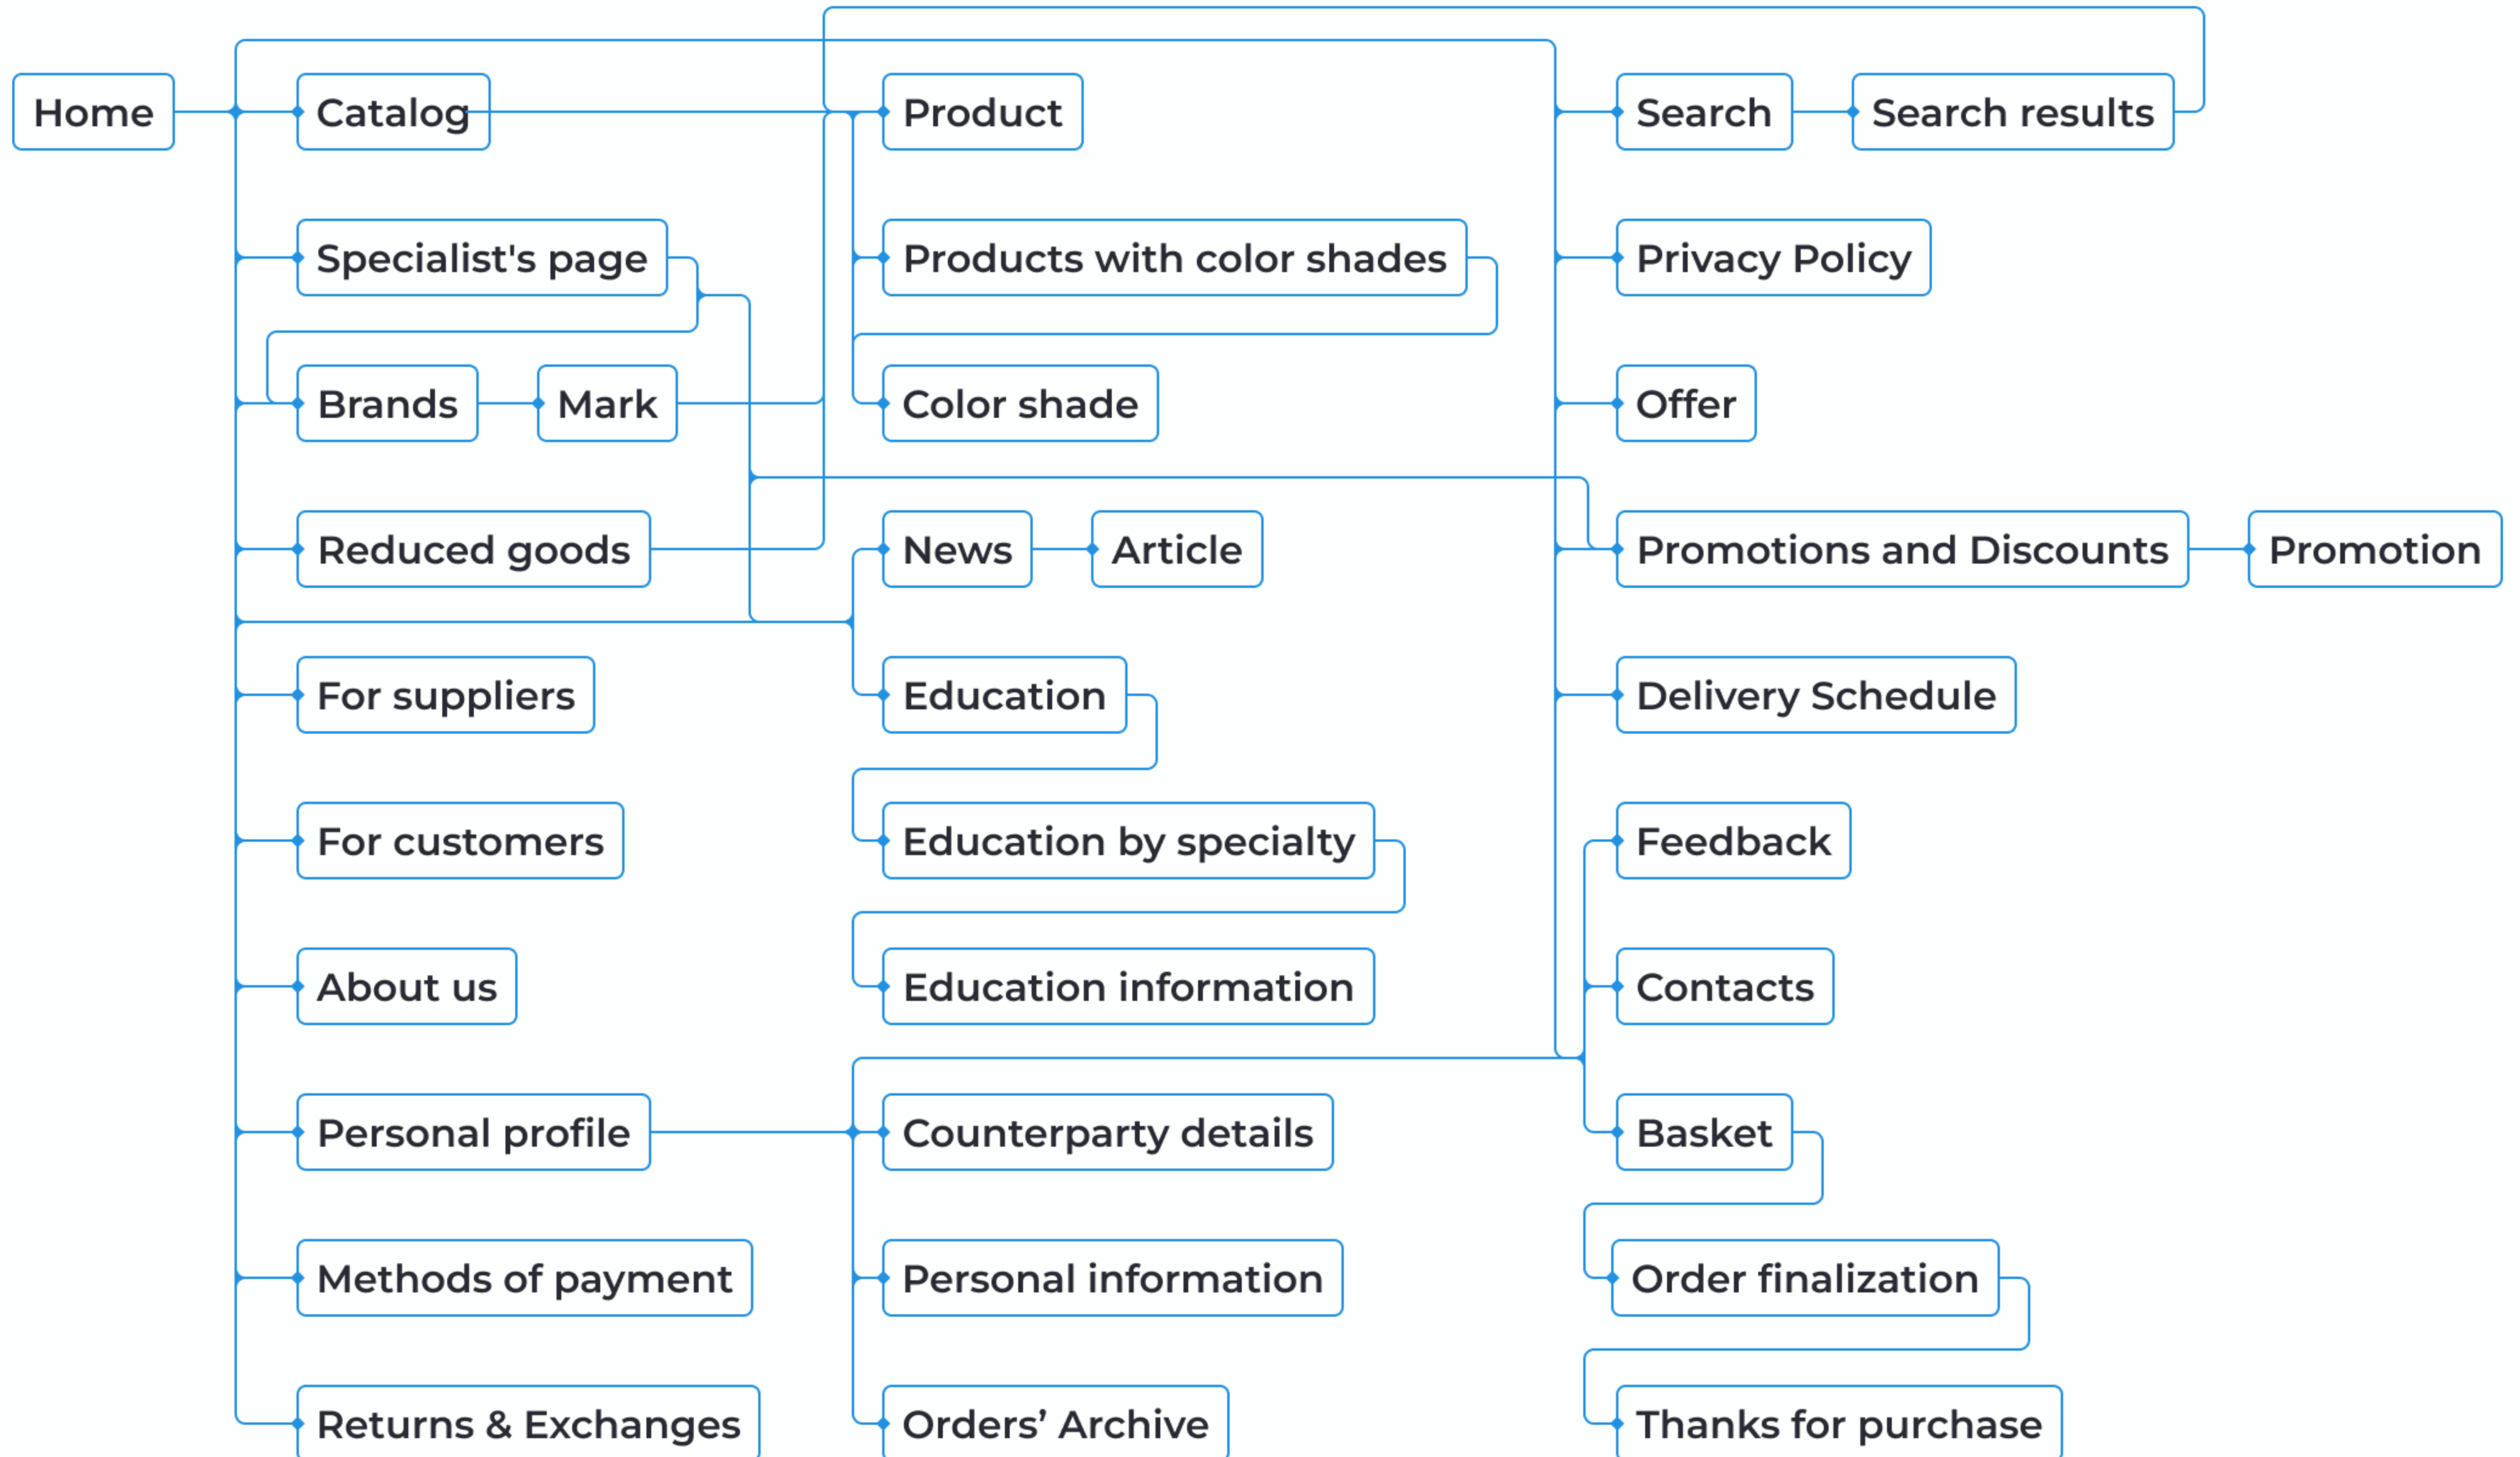 Home
Catalog
Product
Search
Search results
Specialist's page
Products with color shades
Privacy Policy
Brands
Mark
Color shade
Offer
Reduced goods
News
Article
Promotions and Discounts
Promotion
For suppliers
Education
Delivery Schedule
For customers
Education by specialty
Feedback
About us
Education information
Contacts
Personal profile
Counterparty details
Basket
Methods of payment
Personal information
Order finalization
Returns & Exchanges
Orders’ Archive
Thanks for purchase